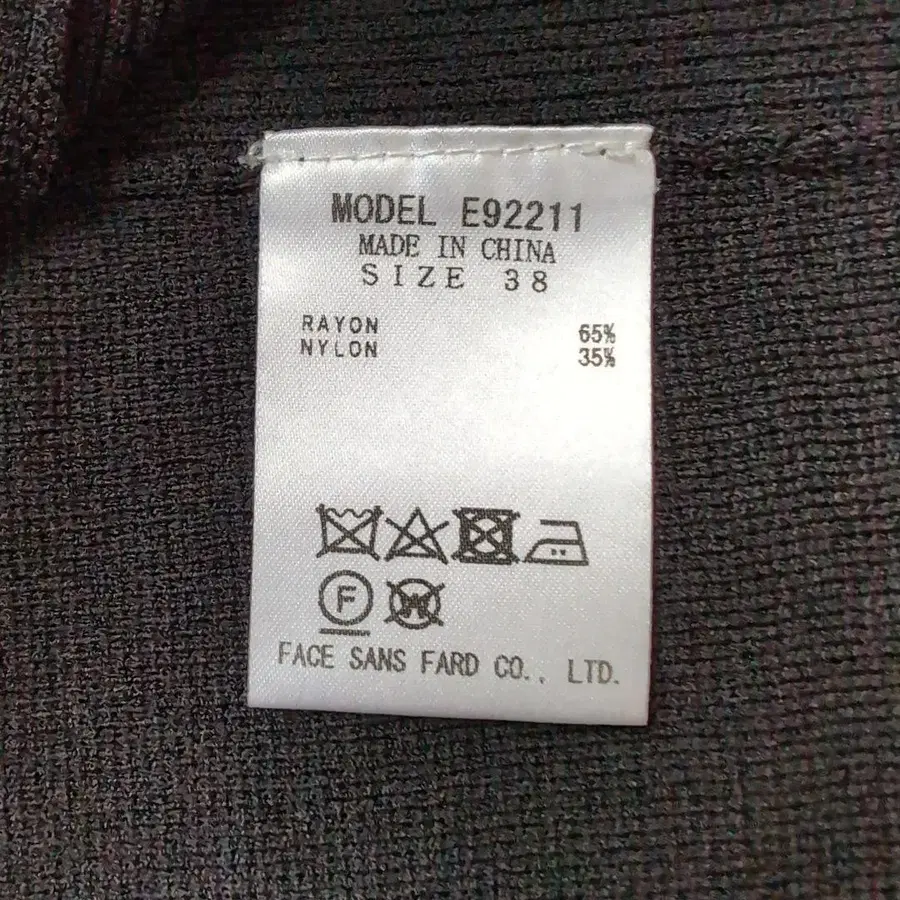 MODEL E92211
MADE IN CHINA
SIZE 38
RAYON 65%
NYLON 35%
F W
FACE SANS FARD CO., LTD.